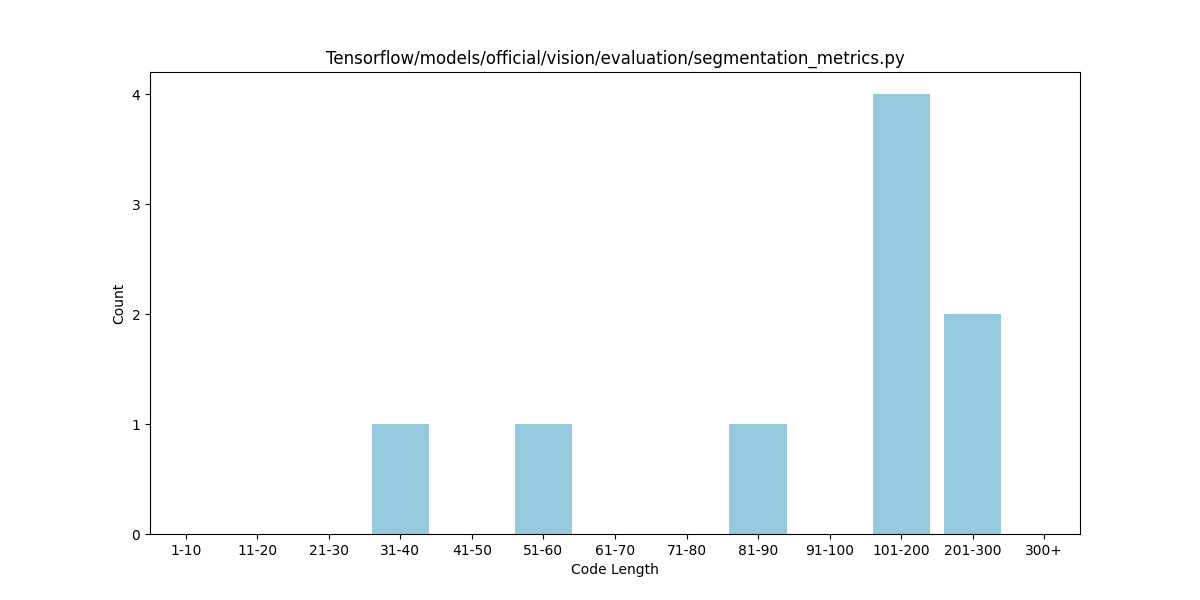 Tensorflow/models/official/vision/evaluation/segmentation_metrics.py
4
3
2
1
0
Count
1-10 11-20 21-30 31-40 41-50 51-60 61-70 71-80 81-90 91-100 101-200 201-300 300+
Code Length